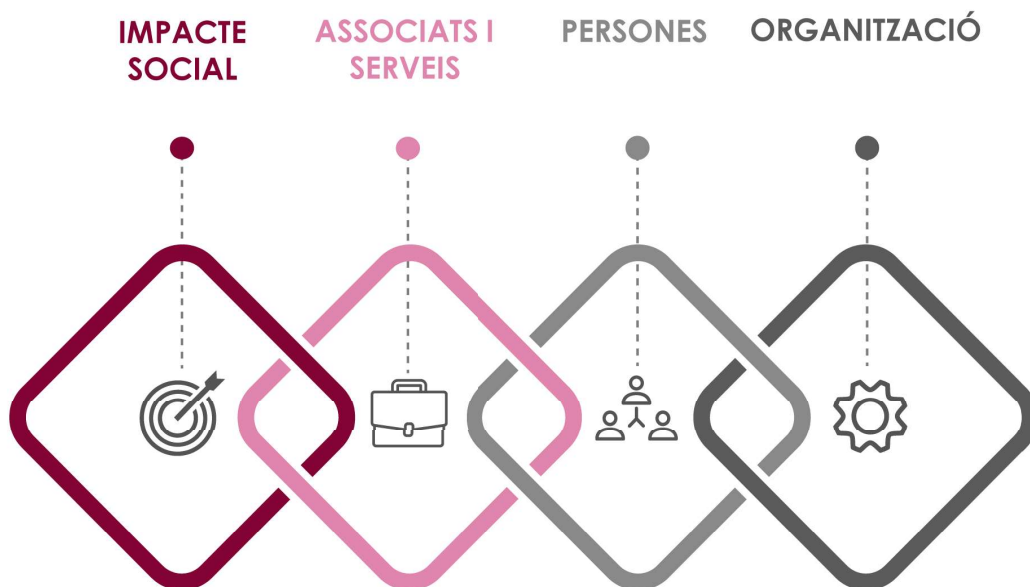 IMPACTE
SOCIAL
ASSOCIATS I
SERVEIS
PERSONES
ORGANITZACIÓ